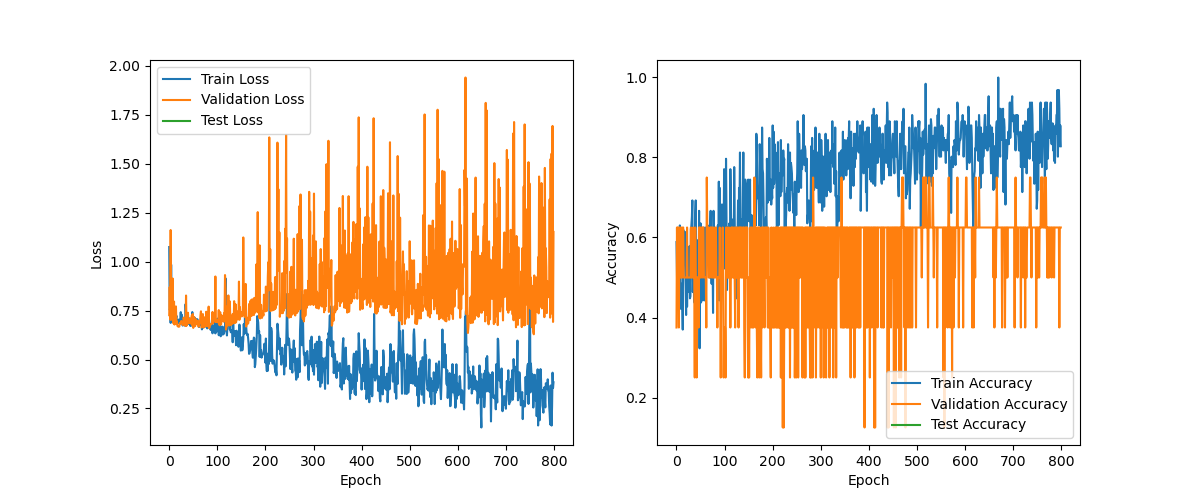 2.00
1.75
1.50
1.25
1.00
0.75
0.50
0.25
Loss
Train Loss
Validation Loss
Test Loss
0 100 200 300 400 500 600 700 800
Epoch
1.0
0.8
0.6
0.4
0.2
Accuracy
Train Accuracy
Validation Accuracy
Test Accuracy
0 100 200 300 400 500 600 700 800
Epoch